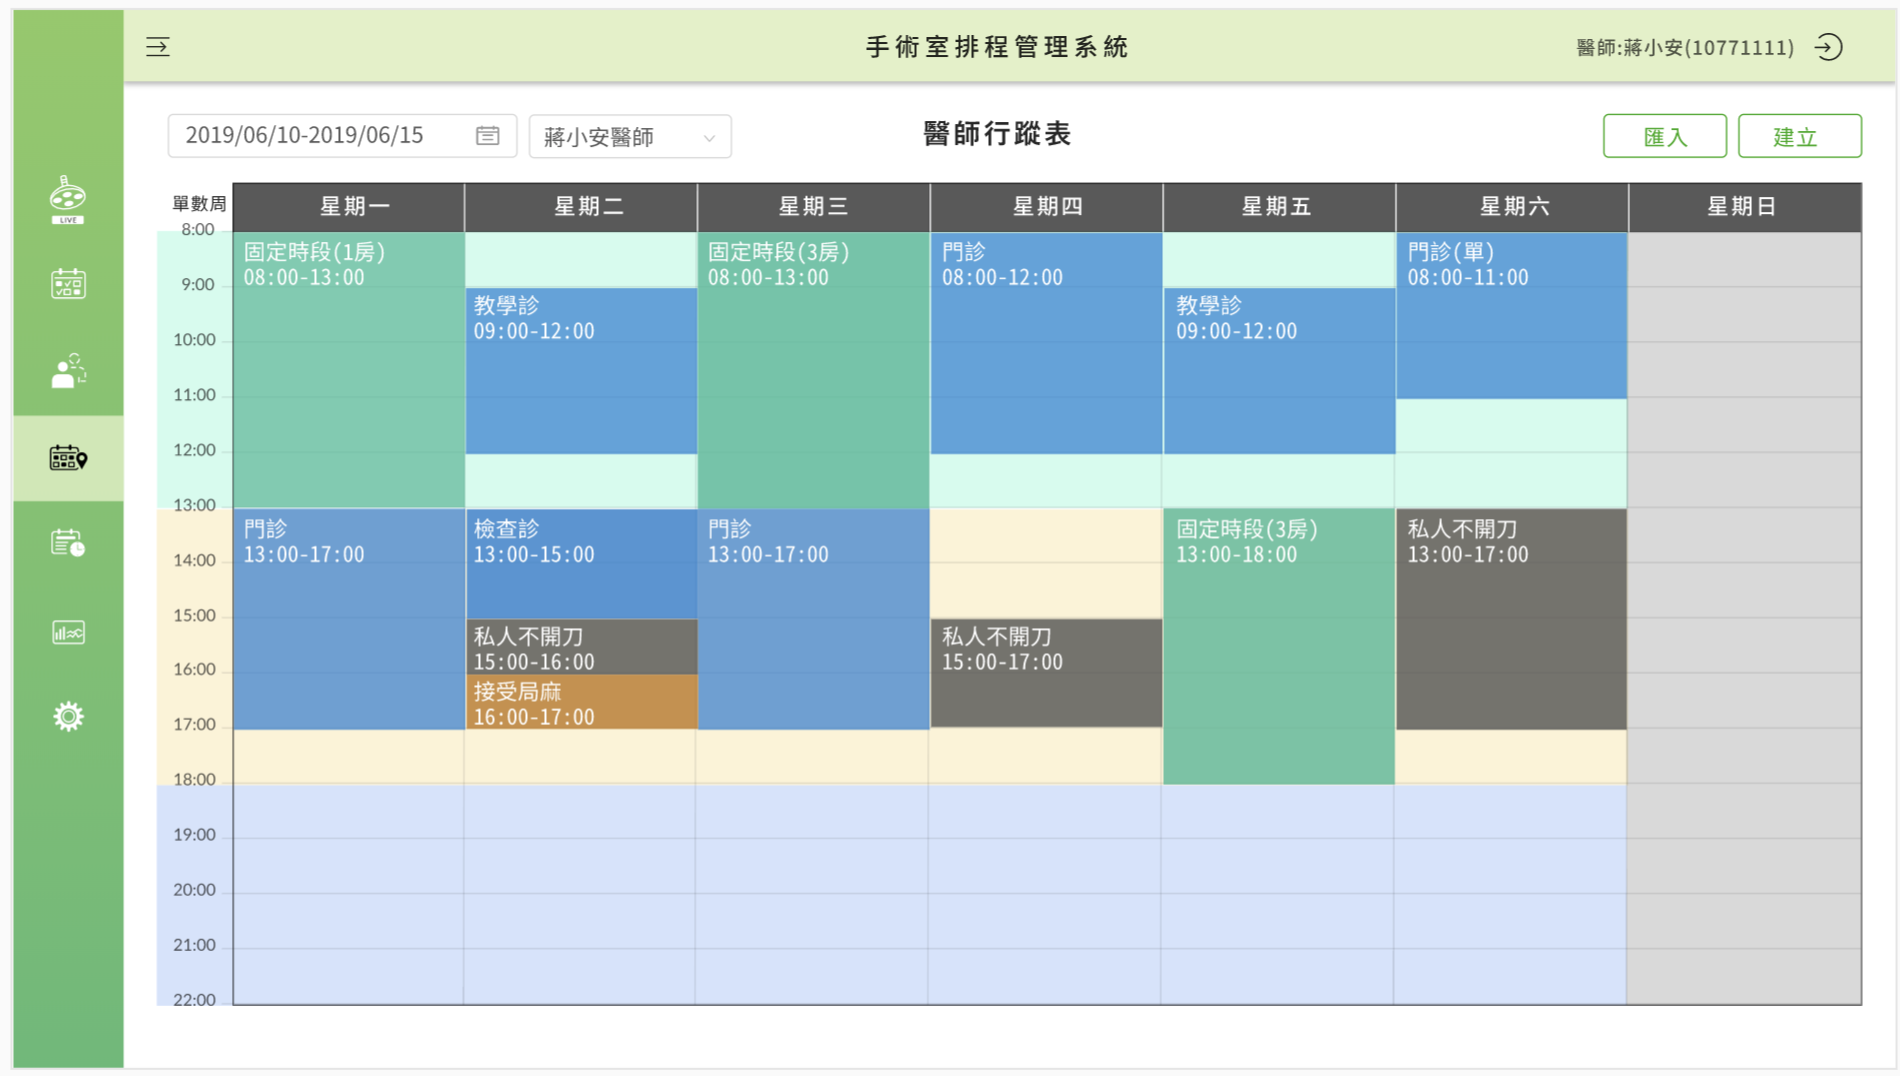 手術室排程管理系統
醫師:蔣小安(10771111)
2019/06/10-2019/06/15
蔣小安醫師
醫師行蹤表
匯入
建立
LIVE
單數周
星期一
星期二
星期三
星期四
星期五
星期六
星期日
8:00
9:00
10:00
11:00
12:00
13:00
14:00
15:00
16:00
17:00
18:00
19:00
20:00
21:00
22:00
固定時段(1房)
08:00-13:00
門診
13:00-17:00
教學診
09:00-12:00
檢查診
13:00-15:00
私人不開刀
15:00-16:00
接受局麻
16:00-17:00
固定時段(3房)
08:00-13:00
門診
13:00-17:00
門診
08:00-12:00
私人不開刀
15:00-17:00
教學診
09:00-12:00
固定時段(3房)
13:00-18:00
門診(單)
08:00-11:00
私人不開刀
13:00-17:00